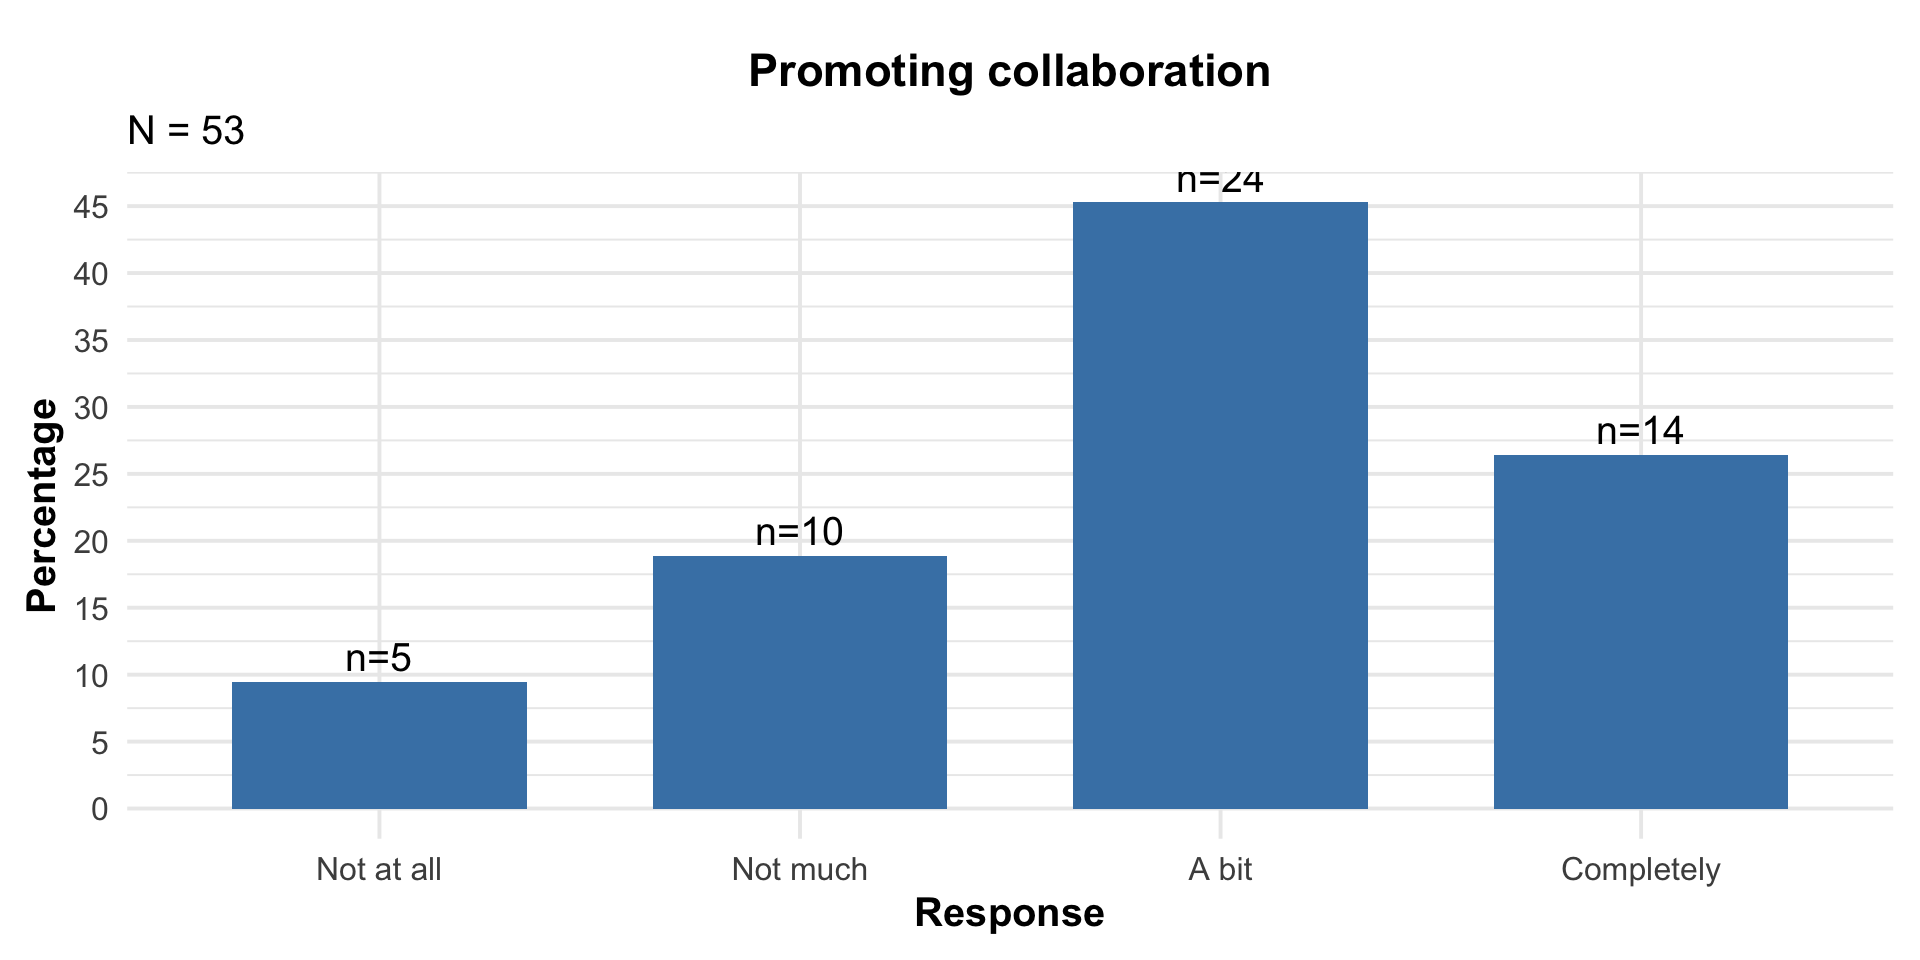 Promoting collaboration
N = 53
n=24
n=14
n=10
n=5
45
40
35
30
25
20
15
10
5
0
Percentage
Not at all Not much A bit Completely
Response